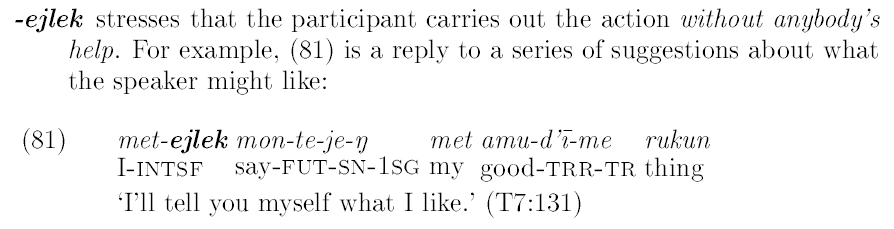 -ejlek stresses that the participant carries out the action without anybody's
help. For example, (81) is a reply to a series of suggestions about what
the speaker might like:
(81) met-ejlek mon-te-je-ŋ met amu-d'ī-me rukun
I-INTSF say-FUT-SN-1SG my good-TRR-TR thing
'I'll tell you myself what I like.' (T7:131)